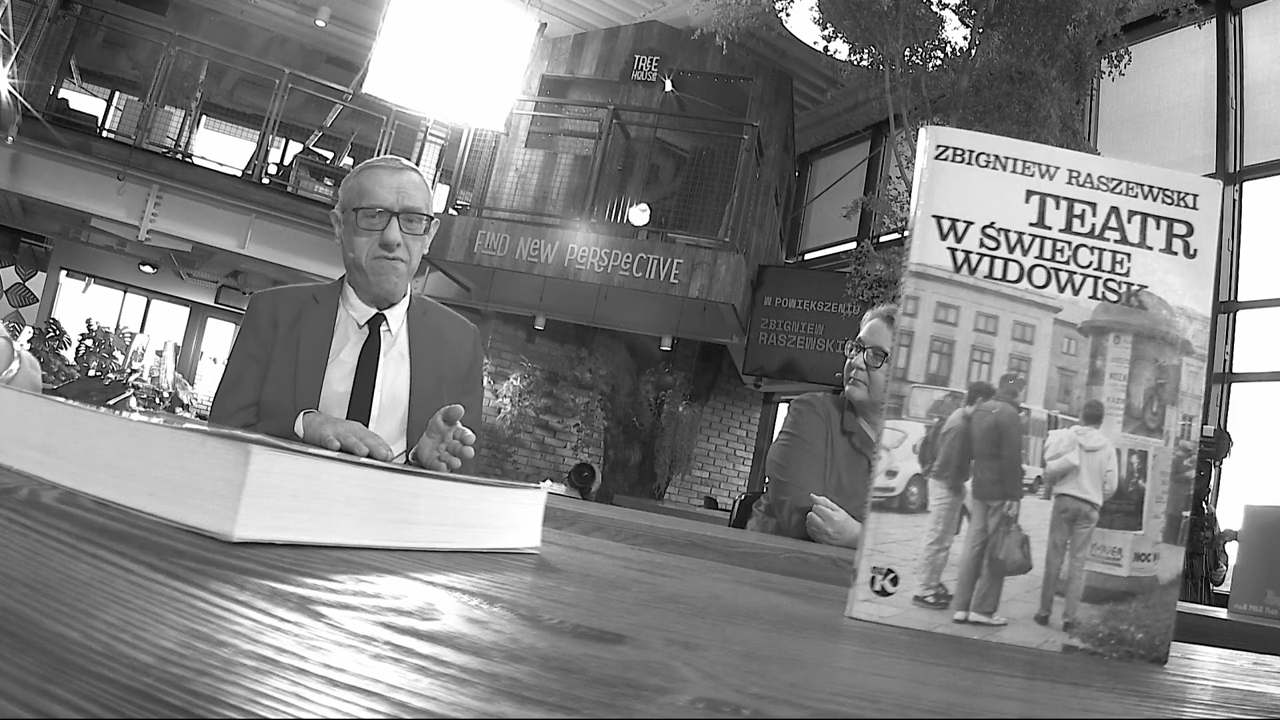 TREE
HOUSE
FIND NEW PERSPECTIVE
W POWIĘKSZENIU
ZBIGNIEW
RASZEWSKI
ZBIGNIEW RASZEWSKI
TEATR
W ŚWIECIE
WIDOWISK
K